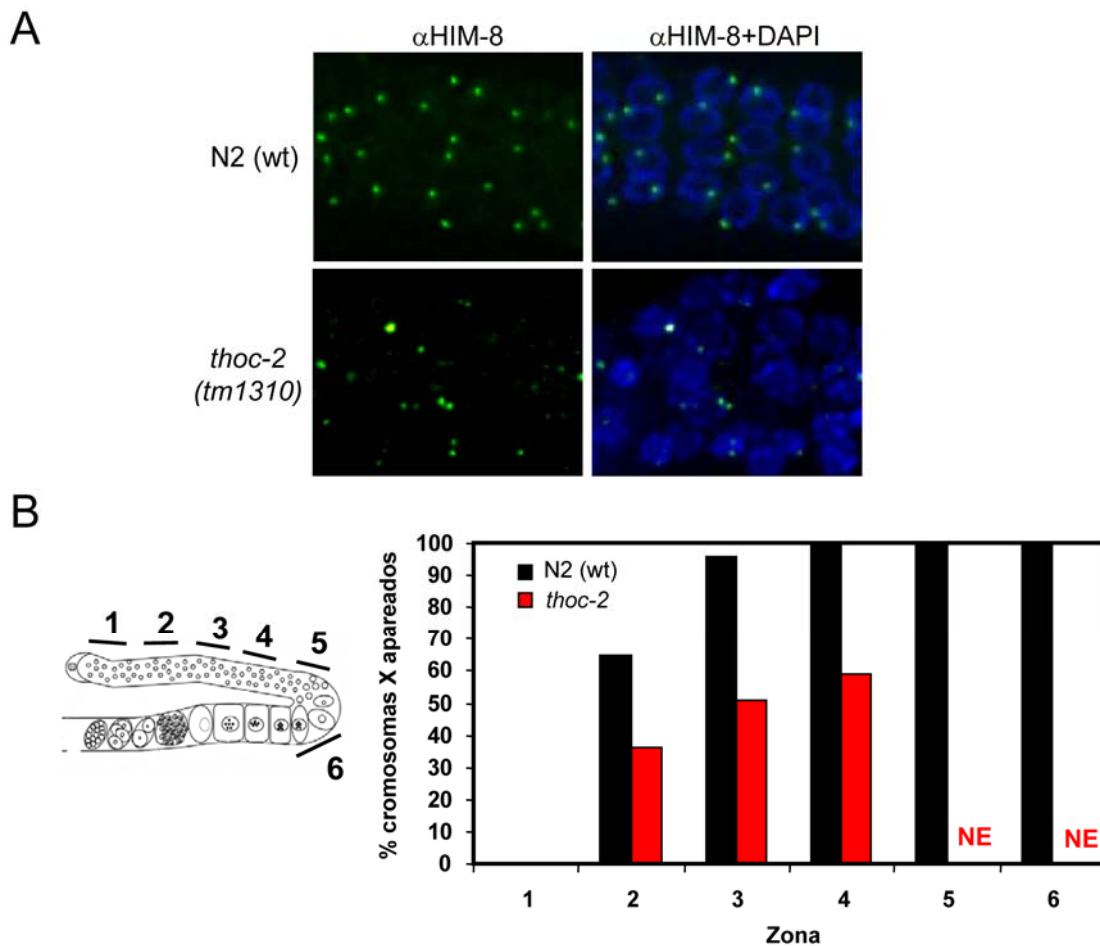 A
αHIM-8
αHIM-8+DAPI
N2 (wt)
thoc-2
(tm1310)
B
1
2
3
4
5
6
% cromosomas X apareados
100
90
80
70
60
50
40
30
20
10
0
N2 (wt)
thoc-2
NE
NE
1
2
3
4
5
6
Zona